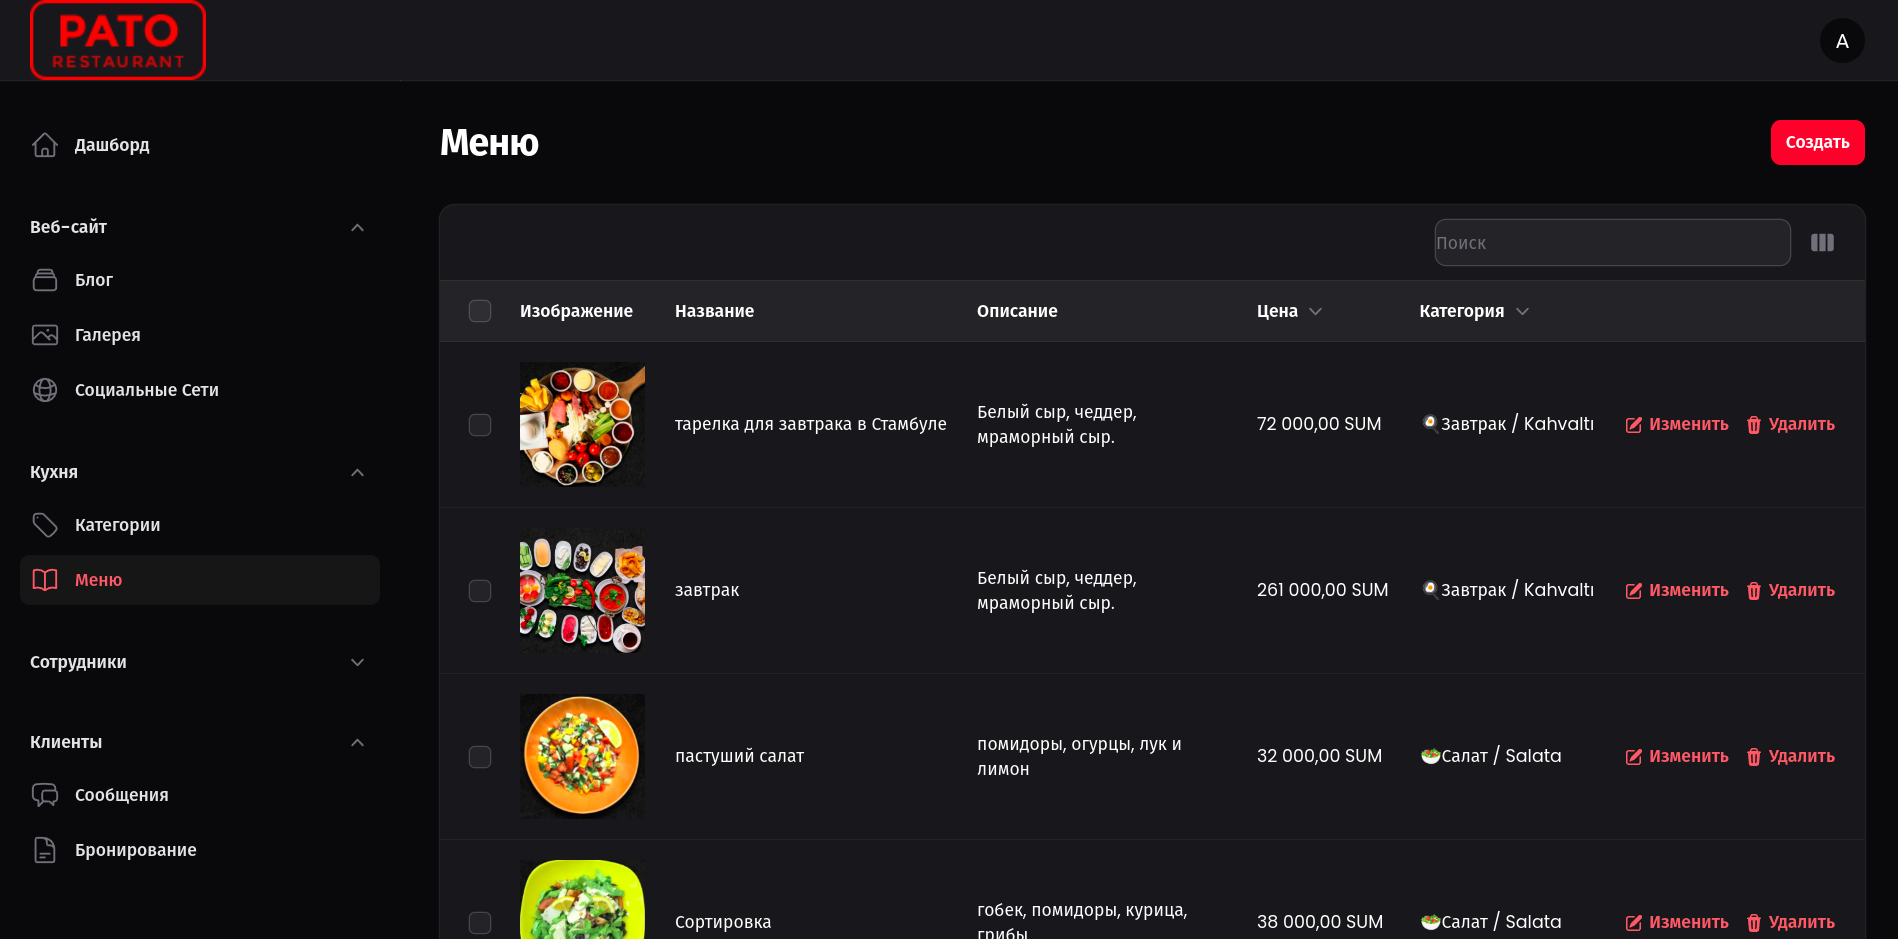 PATO
RESTAURANT
A
Дашборд
Веб-сайт
Блог
Галерея
Социальные Сети
Кухня
Категории
Меню
Сотрудники
Клиенты
Сообщения
Бронирование
Меню
Создать
Поиск
Изображение Название Описание Цена Категория
тарелка для завтрака в Стамбуле
Белый сыр, чеддер,
мраморный сыр.
72 000,00 SUM
🍳Завтрак / Kahvaltı
Изменить Удалить
завтрак
Белый сыр, чеддер,
мраморный сыр.
261 000,00 SUM
🍳Завтрак / Kahvaltı
Изменить Удалить
пастуший салат
помидоры, огурцы, лук и
лимон
32 000,00 SUM
🥗Салат / Salata
Изменить Удалить
Сортировка
гобек, помидоры, курица,
грибы
38 000,00 SUM
🥗Салат / Salata
Изменить Удалить